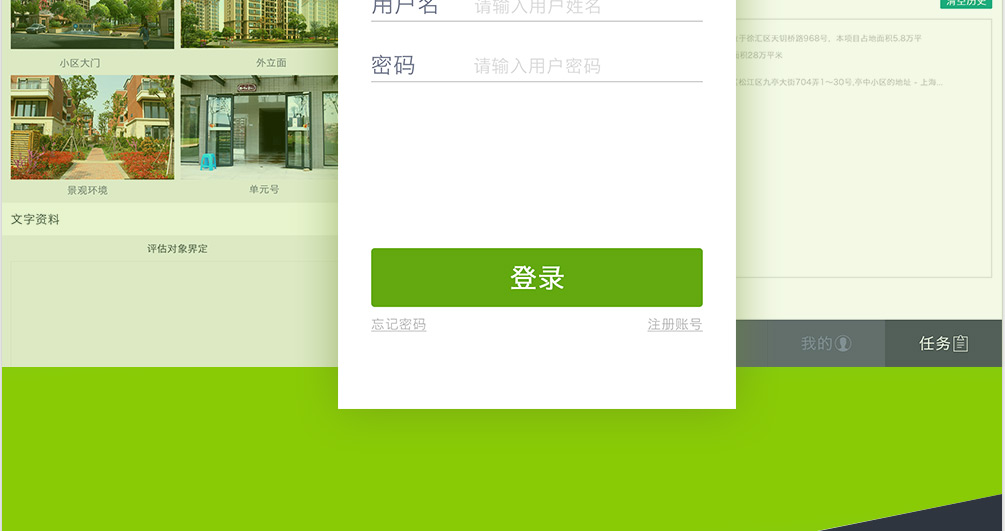 清空历史
用户名 请输入用户姓名
于徐汇区天钥桥路968号，本项目占地面积5.8万平
面积28万平米
小区大门 外立面
密码 请输入用户密码
松江区九亭大街704弄1～30号,亭中小区的地址 - 上海...
景观环境 单元号
文字资料
评估对象界定
登录
忘记密码 注册账号
我的 任务